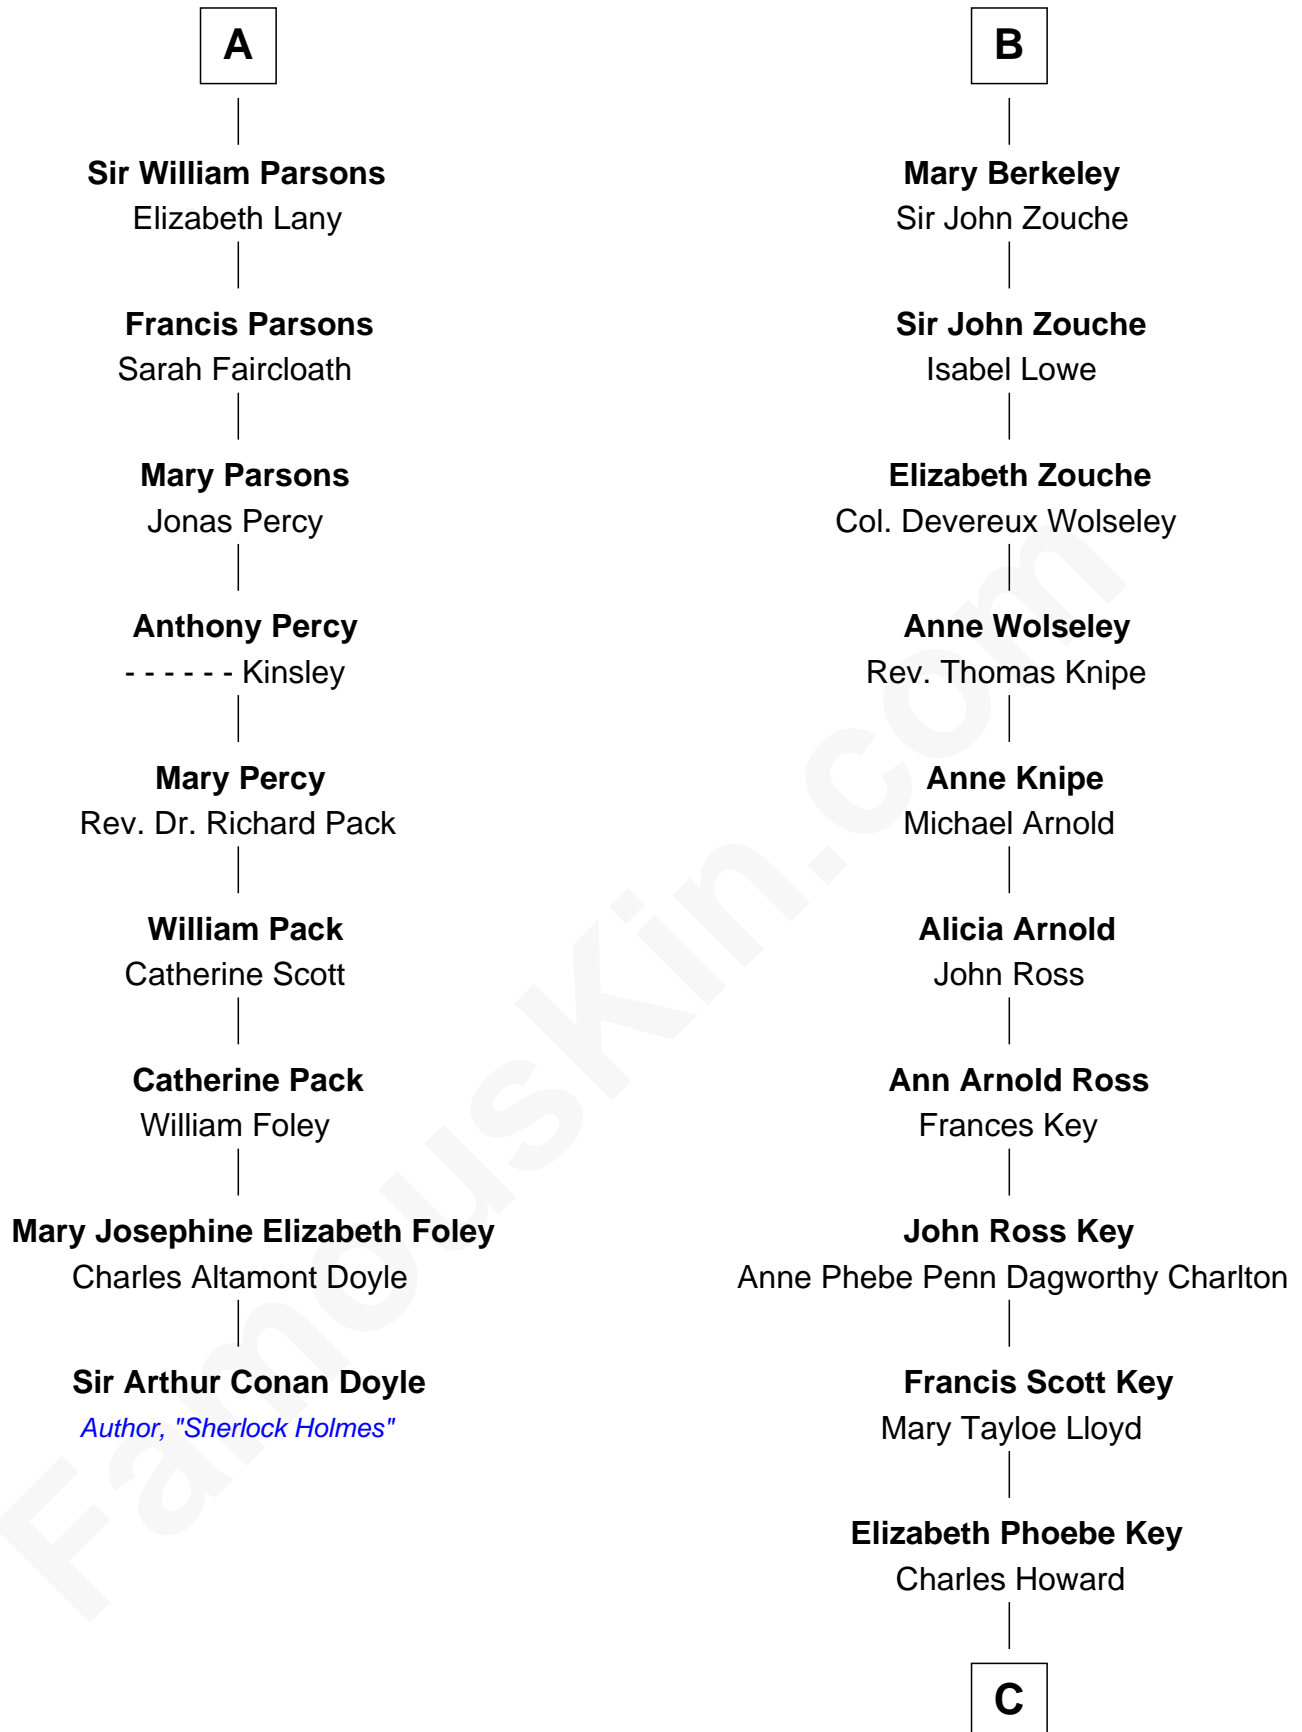 A
Sir William Parsons
Elizabeth Lany
Francis Parsons
Sarah Faircloath
Mary Parsons
Jonas Percy
Anthony Percy
- - - - - - Kinsley
Mary Percy
Rev. Dr. Richard Pack
William Pack
Catherine Scott
Catherine Pack
William Foley
Mary Josephine Elizabeth Foley
Charles Altamont Doyle
Sir Arthur Conan Doyle
Author, "Sherlock Holmes"
B
Mary Berkeley
Sir John Zouche
Sir John Zouche
Isabel Lowe
Elizabeth Zouche
Col. Devereux Wolseley
Anne Wolseley
Rev. Thomas Knipe
Anne Knipe
Michael Arnold
Alicia Arnold
John Ross
Ann Arnold Ross
Frances Key
John Ross Key
Anne Phebe Penn Dagworthy Charlton
Francis Scott Key
Mary Tayloe Lloyd
Elizabeth Phoebe Key
Charles Howard
C
FamousKin.com